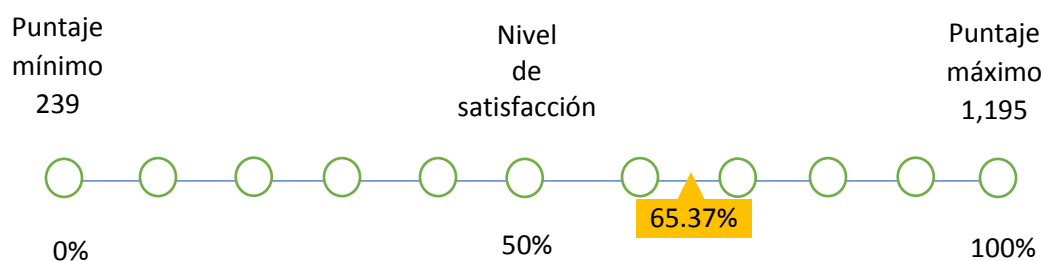 Puntaje
mínimo
239
Nivel
de
satisfacción
Puntaje
máximo
1,195
65.37%
0%
50%
100%